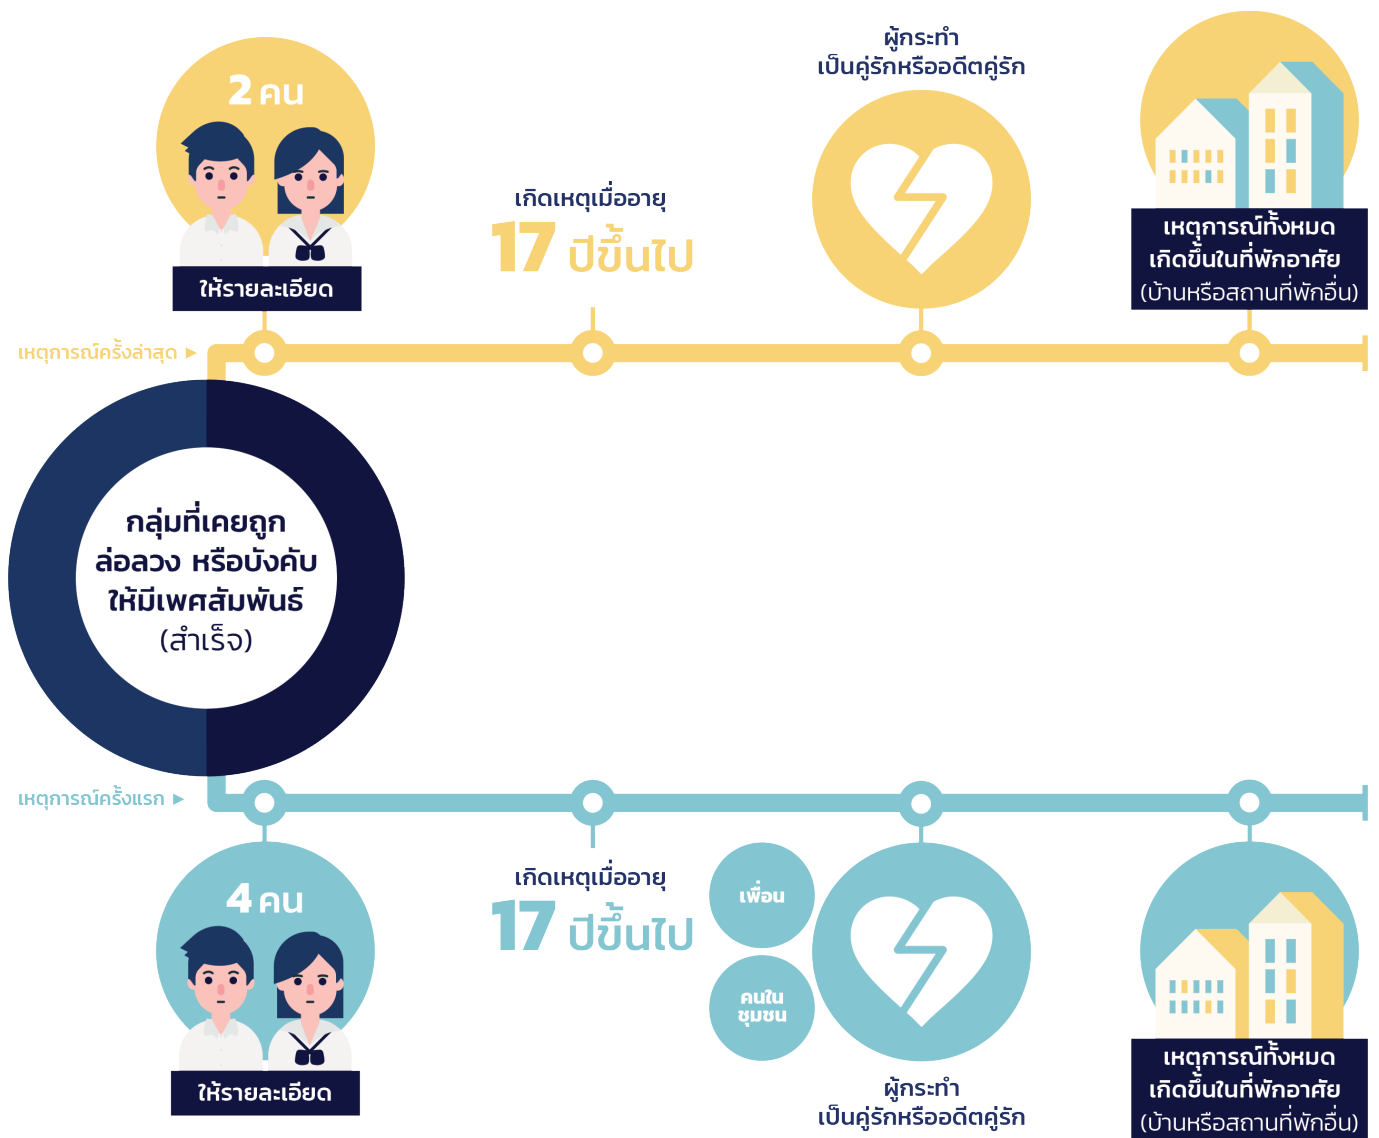 2 คน
ให้รายละเอียด
เกิดเหตุเมื่ออายุ
17 ปีขึ้นไป
ผู้กระทำ
เป็นคู่รักหรืออดีตคู่รัก
เหตุการณ์ทั้งหมด
เกิดขึ้นในที่พักอาศัย
(บ้านหรือสถานที่พักอื่น)
เหตุการณ์ครั้งล่าสุด ▶
กลุ่มที่เคยถูก
ล่อลวง หรือบังคับ
ให้มีเพศสัมพันธ์
(สำเร็จ)
เหตุการณ์ครั้งแรก ▶
4 คน
ให้รายละเอียด
เกิดเหตุเมื่ออายุ
17 ปีขึ้นไป
เพื่อน
คนใน
ชุมชน
ผู้กระทำ
เป็นคู่รักหรืออดีตคู่รัก
เหตุการณ์ทั้งหมด
เกิดขึ้นในที่พักอาศัย
(บ้านหรือสถานที่พักอื่น)